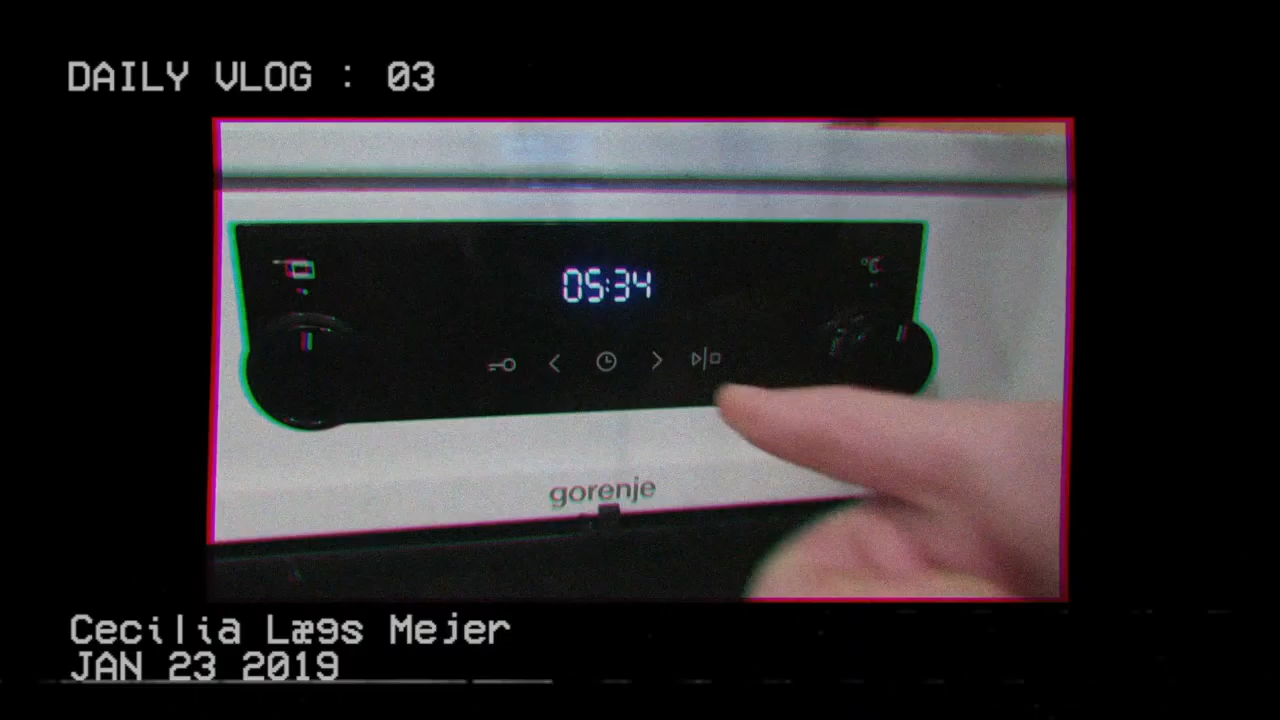 DAILY VLOG : 03
°C
05:34
gorenje
Cecilia Lægs Mejer
JAN 23 2019